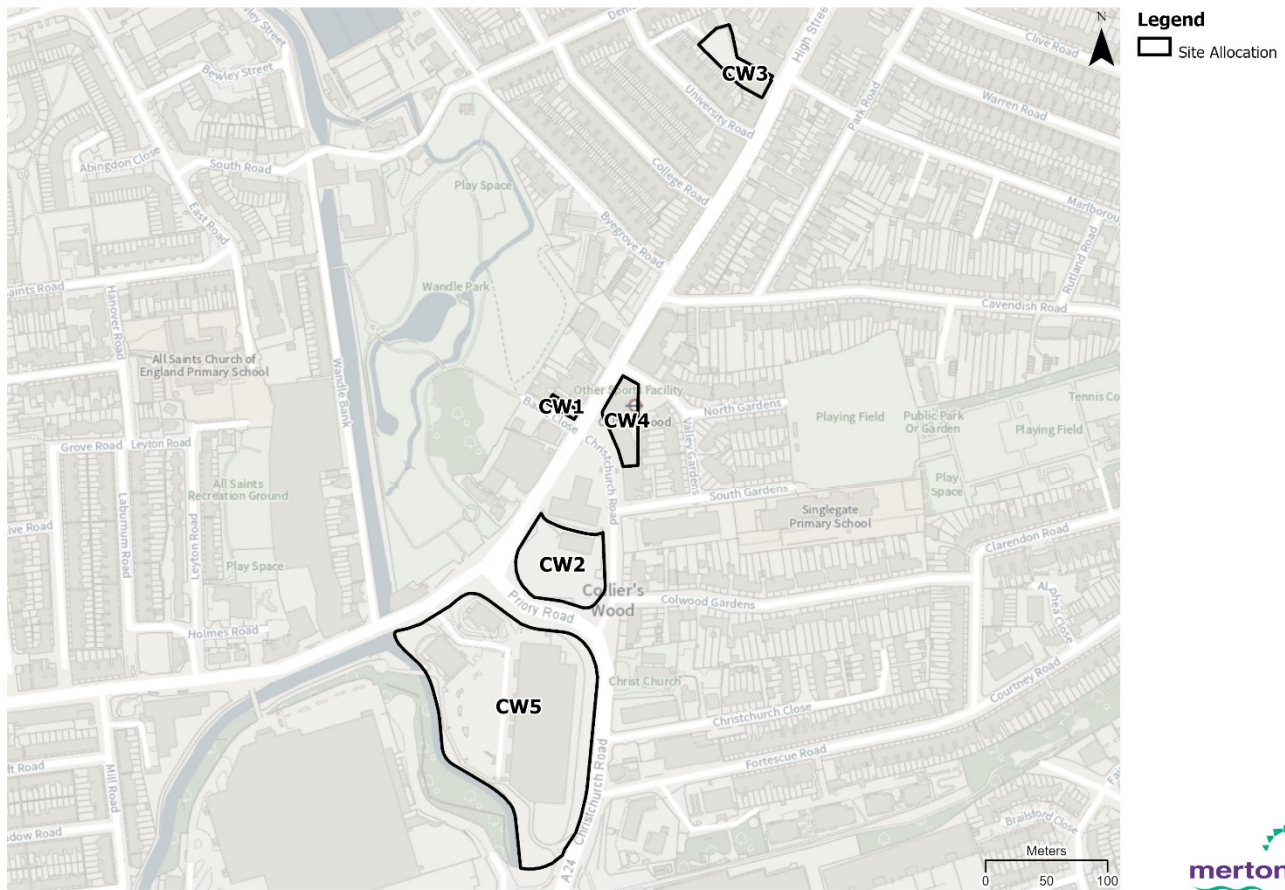 Legend
Site Allocation
N
High Street
Clive Road
Bewley Street
CW3
University Road
Park Road
Warren Road
Abingdon Close
South Road
Play Space
College Road
East Road
Byegrove Road
Rutland Road
Hanover Road
Wandle Park
Cavendish Road
All Saints Church of
England Primary School
Wandle Bank
Other Sports Facility
CW1
CW4
North Gardens
Playing Field
Public Park
Or Garden
Playing Field
Valley Gardens
Christchurch Road
Grove Road
Leyton Road
All Saints
Recreation Ground
Laburnum Road
Leyton Road
South Gardens
Play
Space
Singlegate
Primary School
Clarendon Road
Play Space
CW2
Collier's
Wood
Colwood Gardens
Alphea Close
Priory Road
Holmes Road
Christ Church
CW5
Christchurch Close
Courtney Road
Fortescue Road
Mill Road
Christchurch Road
A24
Brailsford Close
Meters
0 50 100
merton